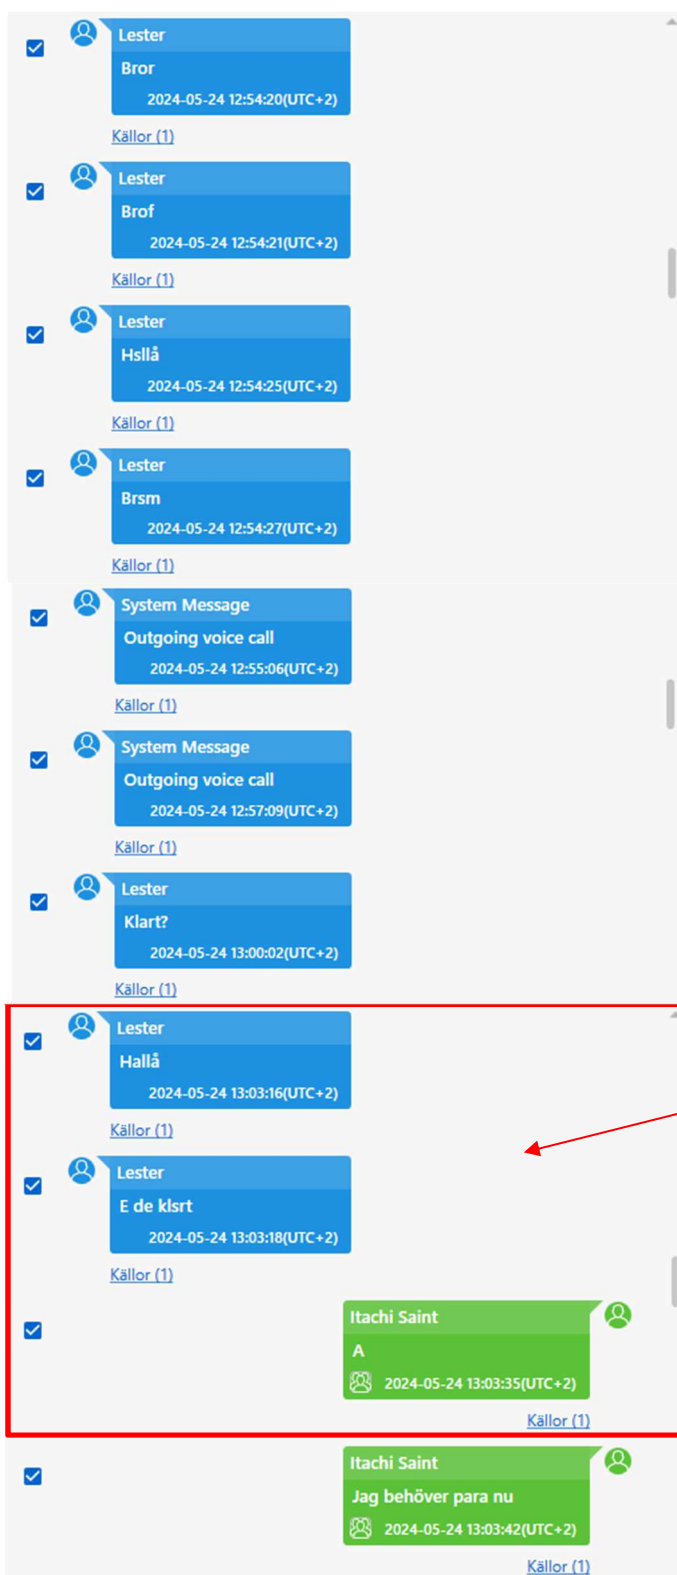 Lester
Bror
2024-05-24 12:54:20(UTC+2)
Källor (1)
Lester
Brof
2024-05-24 12:54:21(UTC+2)
Källor (1)
Lester
Hsllå
2024-05-24 12:54:25(UTC+2)
Källor (1)
Lester
Brsm
2024-05-24 12:54:27(UTC+2)
Källor (1)
System Message
Outgoing voice call
2024-05-24 12:55:06(UTC+2)
Källor (1)
System Message
Outgoing voice call
2024-05-24 12:57:09(UTC+2)
Källor (1)
Lester
Klart?
2024-05-24 13:00:02(UTC+2)
Källor (1)
Lester
Hallå
2024-05-24 13:03:16(UTC+2)
Källor (1)
Lester
E de klsrt
2024-05-24 13:03:18(UTC+2)
Källor (1)
Itachi Saint
A
2024-05-24 13:03:35(UTC+2)
Källor (1)
Itachi Saint
Jag behöver para nu
2024-05-24 13:03:42(UTC+2)
Källor (1)